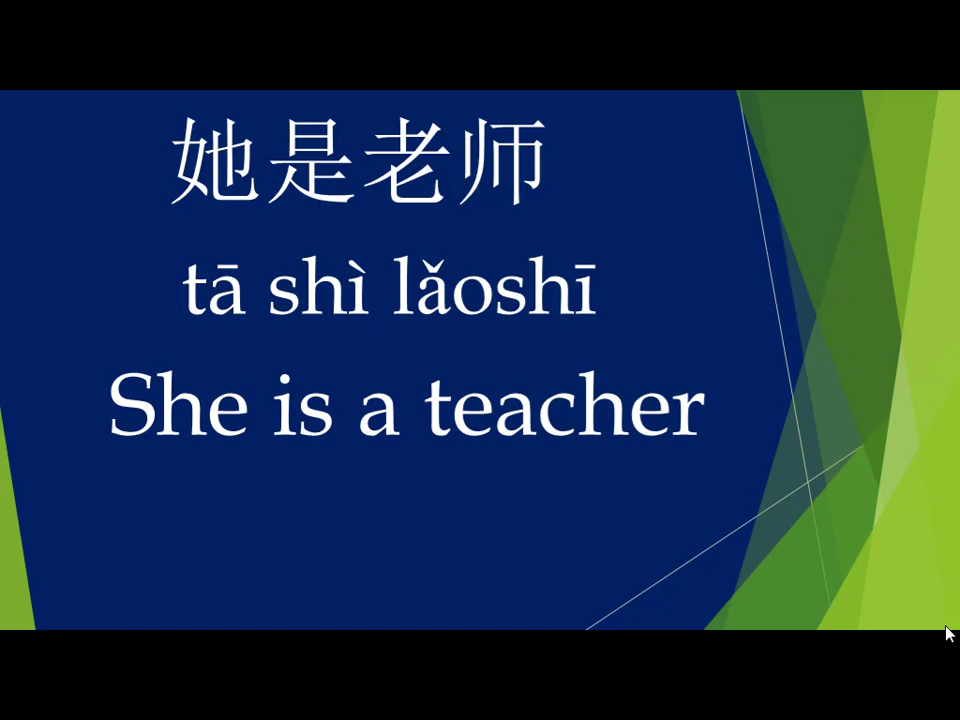 她是老师
tā shì lǎoshī
She is a teacher